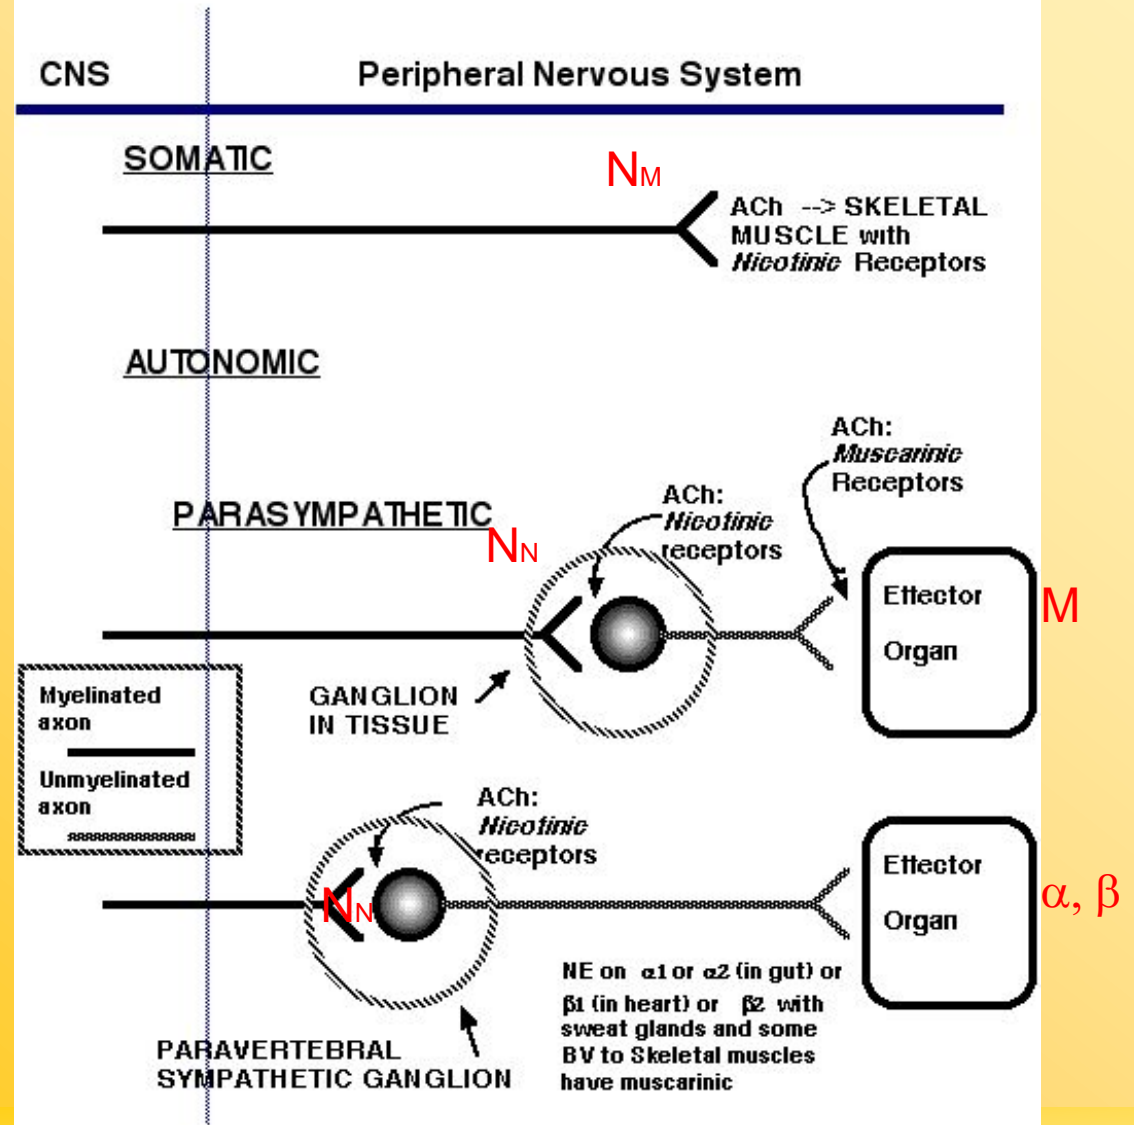 CNS
Peripheral Nervous System
SOMATIC
NM
ACh --> SKELETAL
MUSCLE with
Nicotinic Receptors
AUTONOMIC
ACh:
Muscarinic
Receptors
ACh:
Nicotinic
receptors
PARASYMPATHETIC
NN
Effector
Organ
M
GANGLION
IN TISSUE
Myelinated
axon
Unmyelinated
axon
ACh:
Nicotinic
receptors
NN
Effector
Organ
α, β
NE on α1 or α2 (in gut) or
β1 (in heart) or β2 with
sweat glands and some
BV to Skeletal muscles
have muscarinic
PARAVERTEBRAL
SYMPATHETIC GANGLION